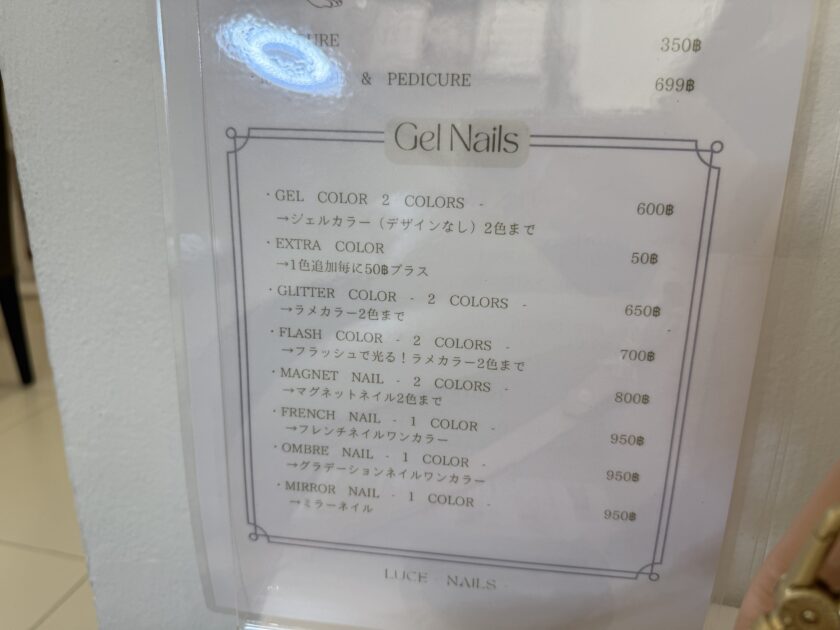 350฿
& PEDICURE 699฿
Gel Nails
・GEL COLOR 2 COLORS - 600฿
→ジェルカラー（デザインなし）2色まで
・EXTRA COLOR 50฿
→1色追加毎に50฿プラス
・GLITTER COLOR - 2 COLORS - 650฿
→ラメカラー2色まで
・FLASH COLOR - 2 COLORS - 700฿
→フラッシュで光る！ラメカラー2色まで
・MAGNET NAIL - 2 COLORS - 800฿
→マグネットネイル2色まで
・FRENCH NAIL - 1 COLOR - 950฿
→フレンチネイルワンカラー
・OMBRE NAIL - 1 COLOR - 950฿
→グラデーションネイルワンカラー
・MIRROR NAIL - 1 COLOR - 950฿
→ミラーネイル
LUCE - NAILS -